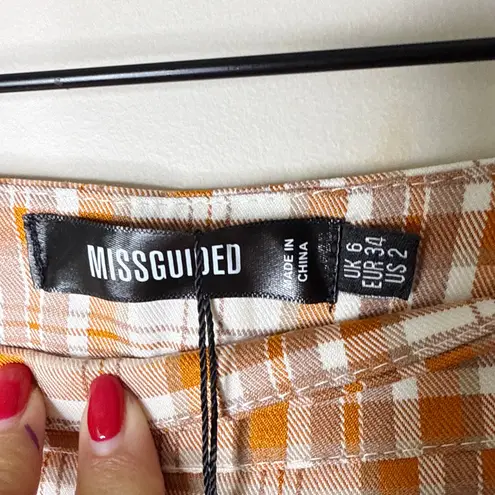 MISSGUIDED
MADE IN
CHINA
UK 6
EUR 34
US 2